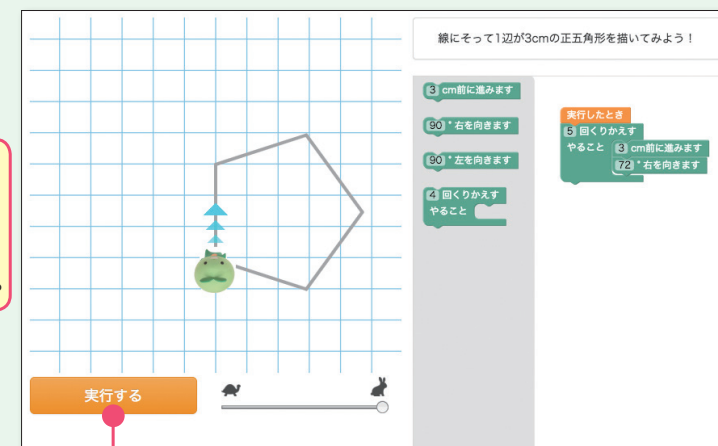 線にそって1辺が3cmの正五角形を描いてみよう！
3 cm前に進みます
90 ° 右を向きます
90 ° 左を向きます
4 回くりかえす
やること
実行したとき
5 回くりかえす
やること 3 cm前に進みます
72 ° 右を向きます
実行する